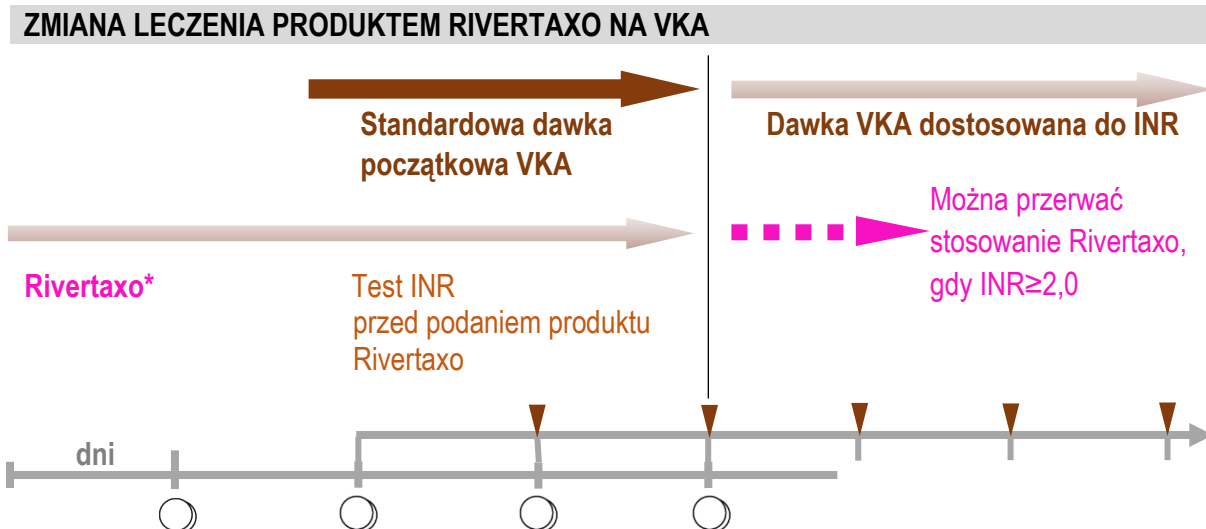 ZMIANA LECZENIA PRODUKTEM RIVERTAXO NA VKA
Standardowa dawka
początkowa VKA
Dawka VKA dostosowana do INR
Można przerwać
stosowanie Rivertaxo,
gdy INR≥2,0
Rivertaxo*
Test INR
przed podaniem produktu
Rivertaxo
dni